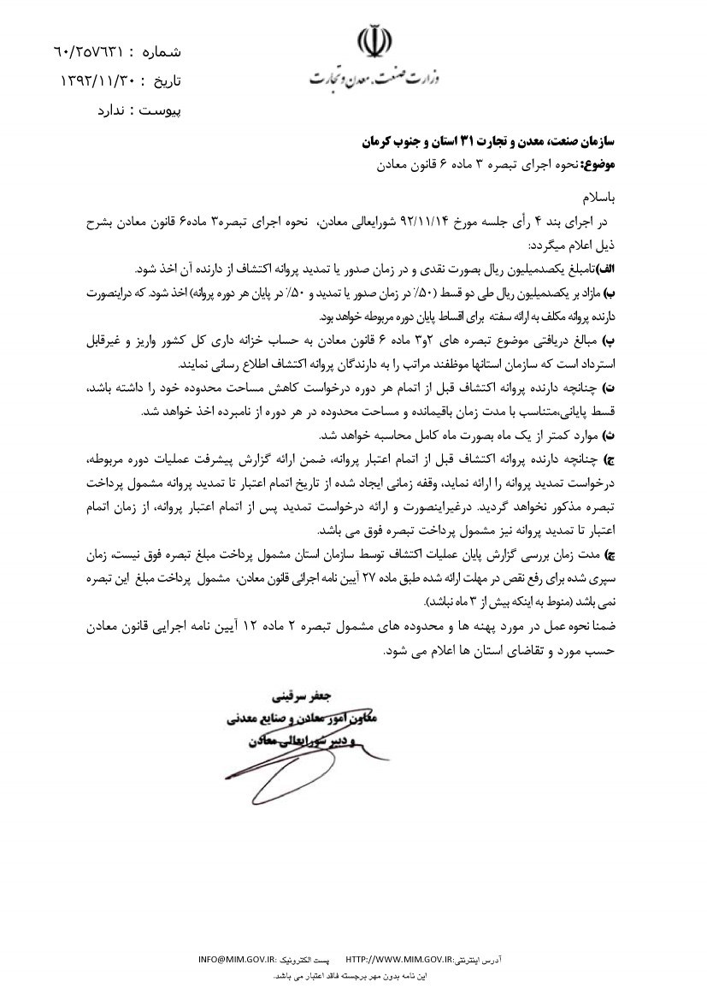 وزارت صنعت، معدن و تجارت
شماره : ٦٠/٢٥٧٦٣١
تاریخ : ١٣٩٢/١١/٣٠
پیوست : ندارد
سازمان صنعت، معدن و تجارت ۳۱ استان و جنوب کرمان
موضوع: نحوه اجرای تبصره ۳ ماده ۶ قانون معادن
باسلام
در اجرای بند ۴ رأی جلسه مورخ ۹۲/۱۱/۱۴ شورایعالی معادن، نحوه اجرای تبصره۳ ماده۶ قانون معادن بشرح
ذیل اعلام میگردد:
الف)تامبلغ یکصدمیلیون ریال بصورت نقدی و در زمان صدور یا تمدید پروانه اکتشاف از دارنده آن اخذ شود.
ب) مازاد بر یکصدمیلیون ریال طی دو قسط (۵۰٪ در زمان صدور یا تمدید و ۵۰٪ در پایان هر دوره پروانه) اخذ شود. که دراینصورت
دارنده پروانه مکلف به ارائه سفته برای اقساط پایان دوره مربوطه خواهد بود.
پ) مبالغ دریافتی موضوع تبصره های ۲و۳ ماده ۶ قانون معادن به حساب خزانه داری کل کشور واریز و غیرقابل
استرداد است که سازمان استانها موظفند مراتب را به دارندگان پروانه اکتشاف اطلاع رسانی نمایند.
ت) چنانچه دارنده پروانه اکتشاف قبل از اتمام هر دوره درخواست کاهش مساحت محدوده خود را داشته باشد،
قسط پایانی،متناسب با مدت زمان باقیمانده و مساحت محدوده در هر دوره از نامبرده اخذ خواهد شد.
ث) موارد کمتر از یک ماه بصورت ماه کامل محاسبه خواهد شد.
ج) چنانچه دارنده پروانه اکتشاف قبل از اتمام اعتبار پروانه، ضمن ارائه گزارش پیشرفت عملیات دوره مربوطه،
درخواست تمدید پروانه را ارائه نماید، وقفه زمانی ایجاد شده از تاریخ اتمام اعتبار تا تمدید پروانه مشمول پرداخت
تبصره مذکور نخواهد گردید. درغیراینصورت و ارائه درخواست تمدید پس از اتمام اعتبار پروانه، از زمان اتمام
اعتبار تا تمدید پروانه نیز مشمول پرداخت تبصره فوق می باشد.
چ) مدت زمان بررسی گزارش پایان عملیات اکتشاف توسط سازمان استان مشمول پرداخت مبلغ تبصره فوق نیست، زمان
سپری شده برای رفع نقص در مهلت ارائه شده طبق ماده ۲۷ آیین نامه اجرائی قانون معادن، مشمول پرداخت مبلغ این تبصره
نمی باشد (منوط به اینکه بیش از ۳ ماه نباشد).
ضمنا نحوه عمل در مورد پهنه ها و محدوده های مشمول تبصره ۲ ماده ۱۲ آیین نامه اجرایی قانون معادن
حسب مورد و تقاضای استان ها اعلام می شود.
جعفر سرقینی
معاون امور معادن و صنایع معدنی
و دبیر شورایعالی معادن
آدرس اینترنتی:HTTP://WWW.MIM.GOV.IR پست الکترونیک :INFO@MIM.GOV.IR
این نامه بدون مهر برجسته فاقد اعتبار می باشد.